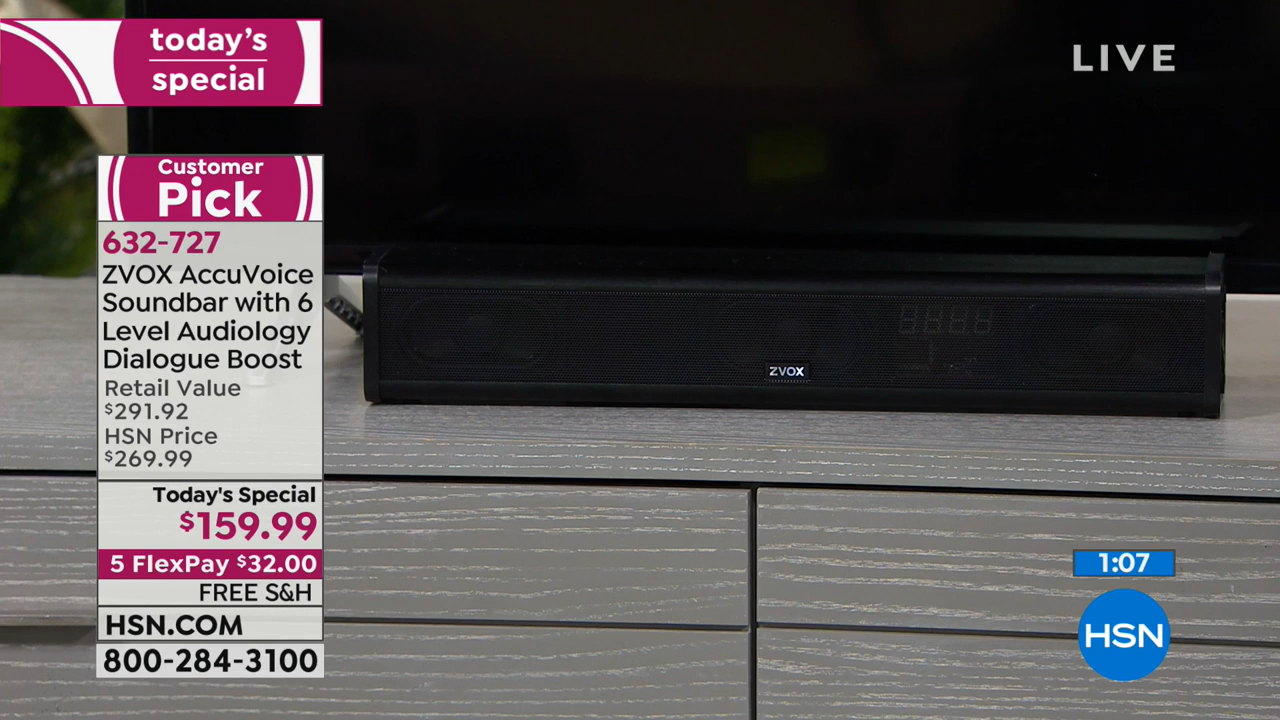 today's
special
LIVE
Customer
Pick
632-727
ZVOX AccuVoice
Soundbar with 6
Level Audiology
Dialogue Boost
Retail Value
$291.92
HSN Price
$269.99
Today's Special
$159.99
5 FlexPay $32.00
FREE S&H
HSN.COM
800-284-3100
ZVOX
1:07
HSN